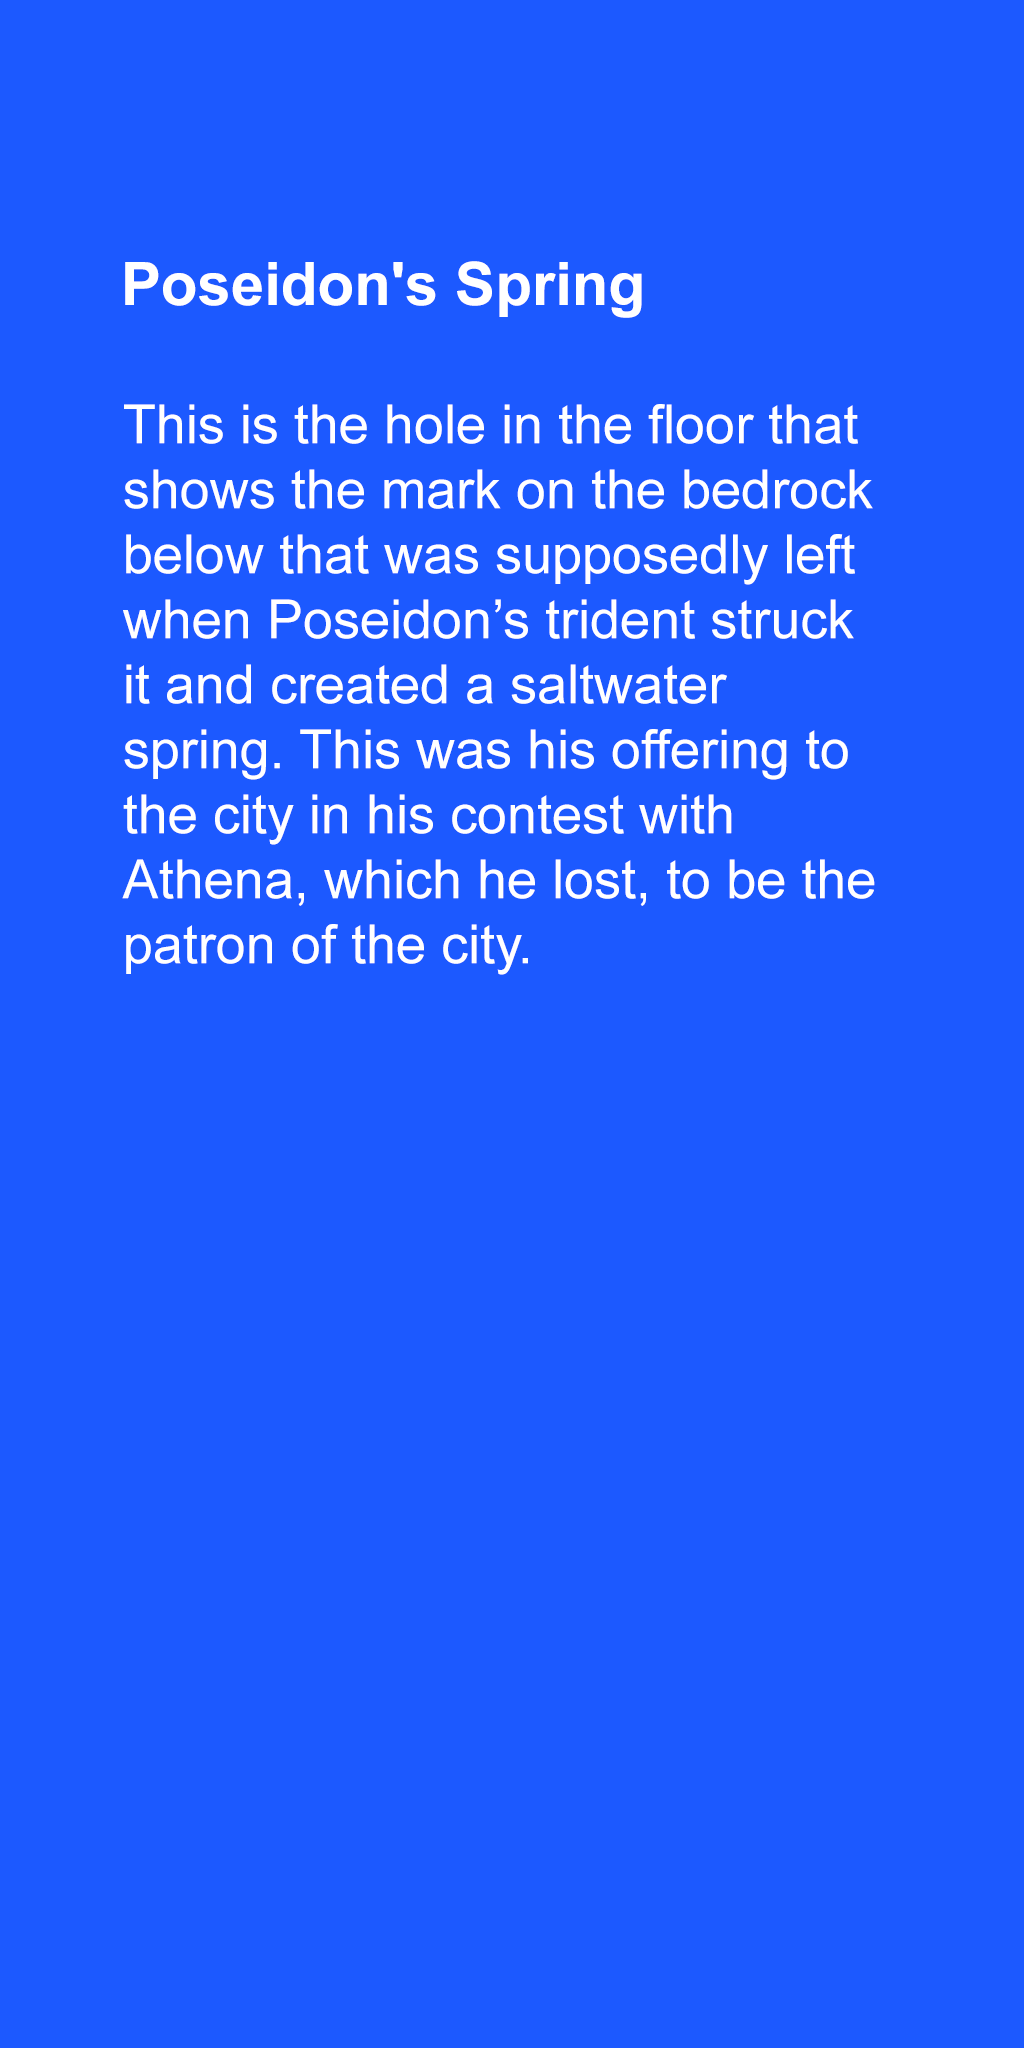 Poseidon's Spring
This is the hole in the floor that
shows the mark on the bedrock
below that was supposedly left
when Poseidon’s trident struck
it and created a saltwater
spring. This was his offering to
the city in his contest with
Athena, which he lost, to be the
patron of the city.